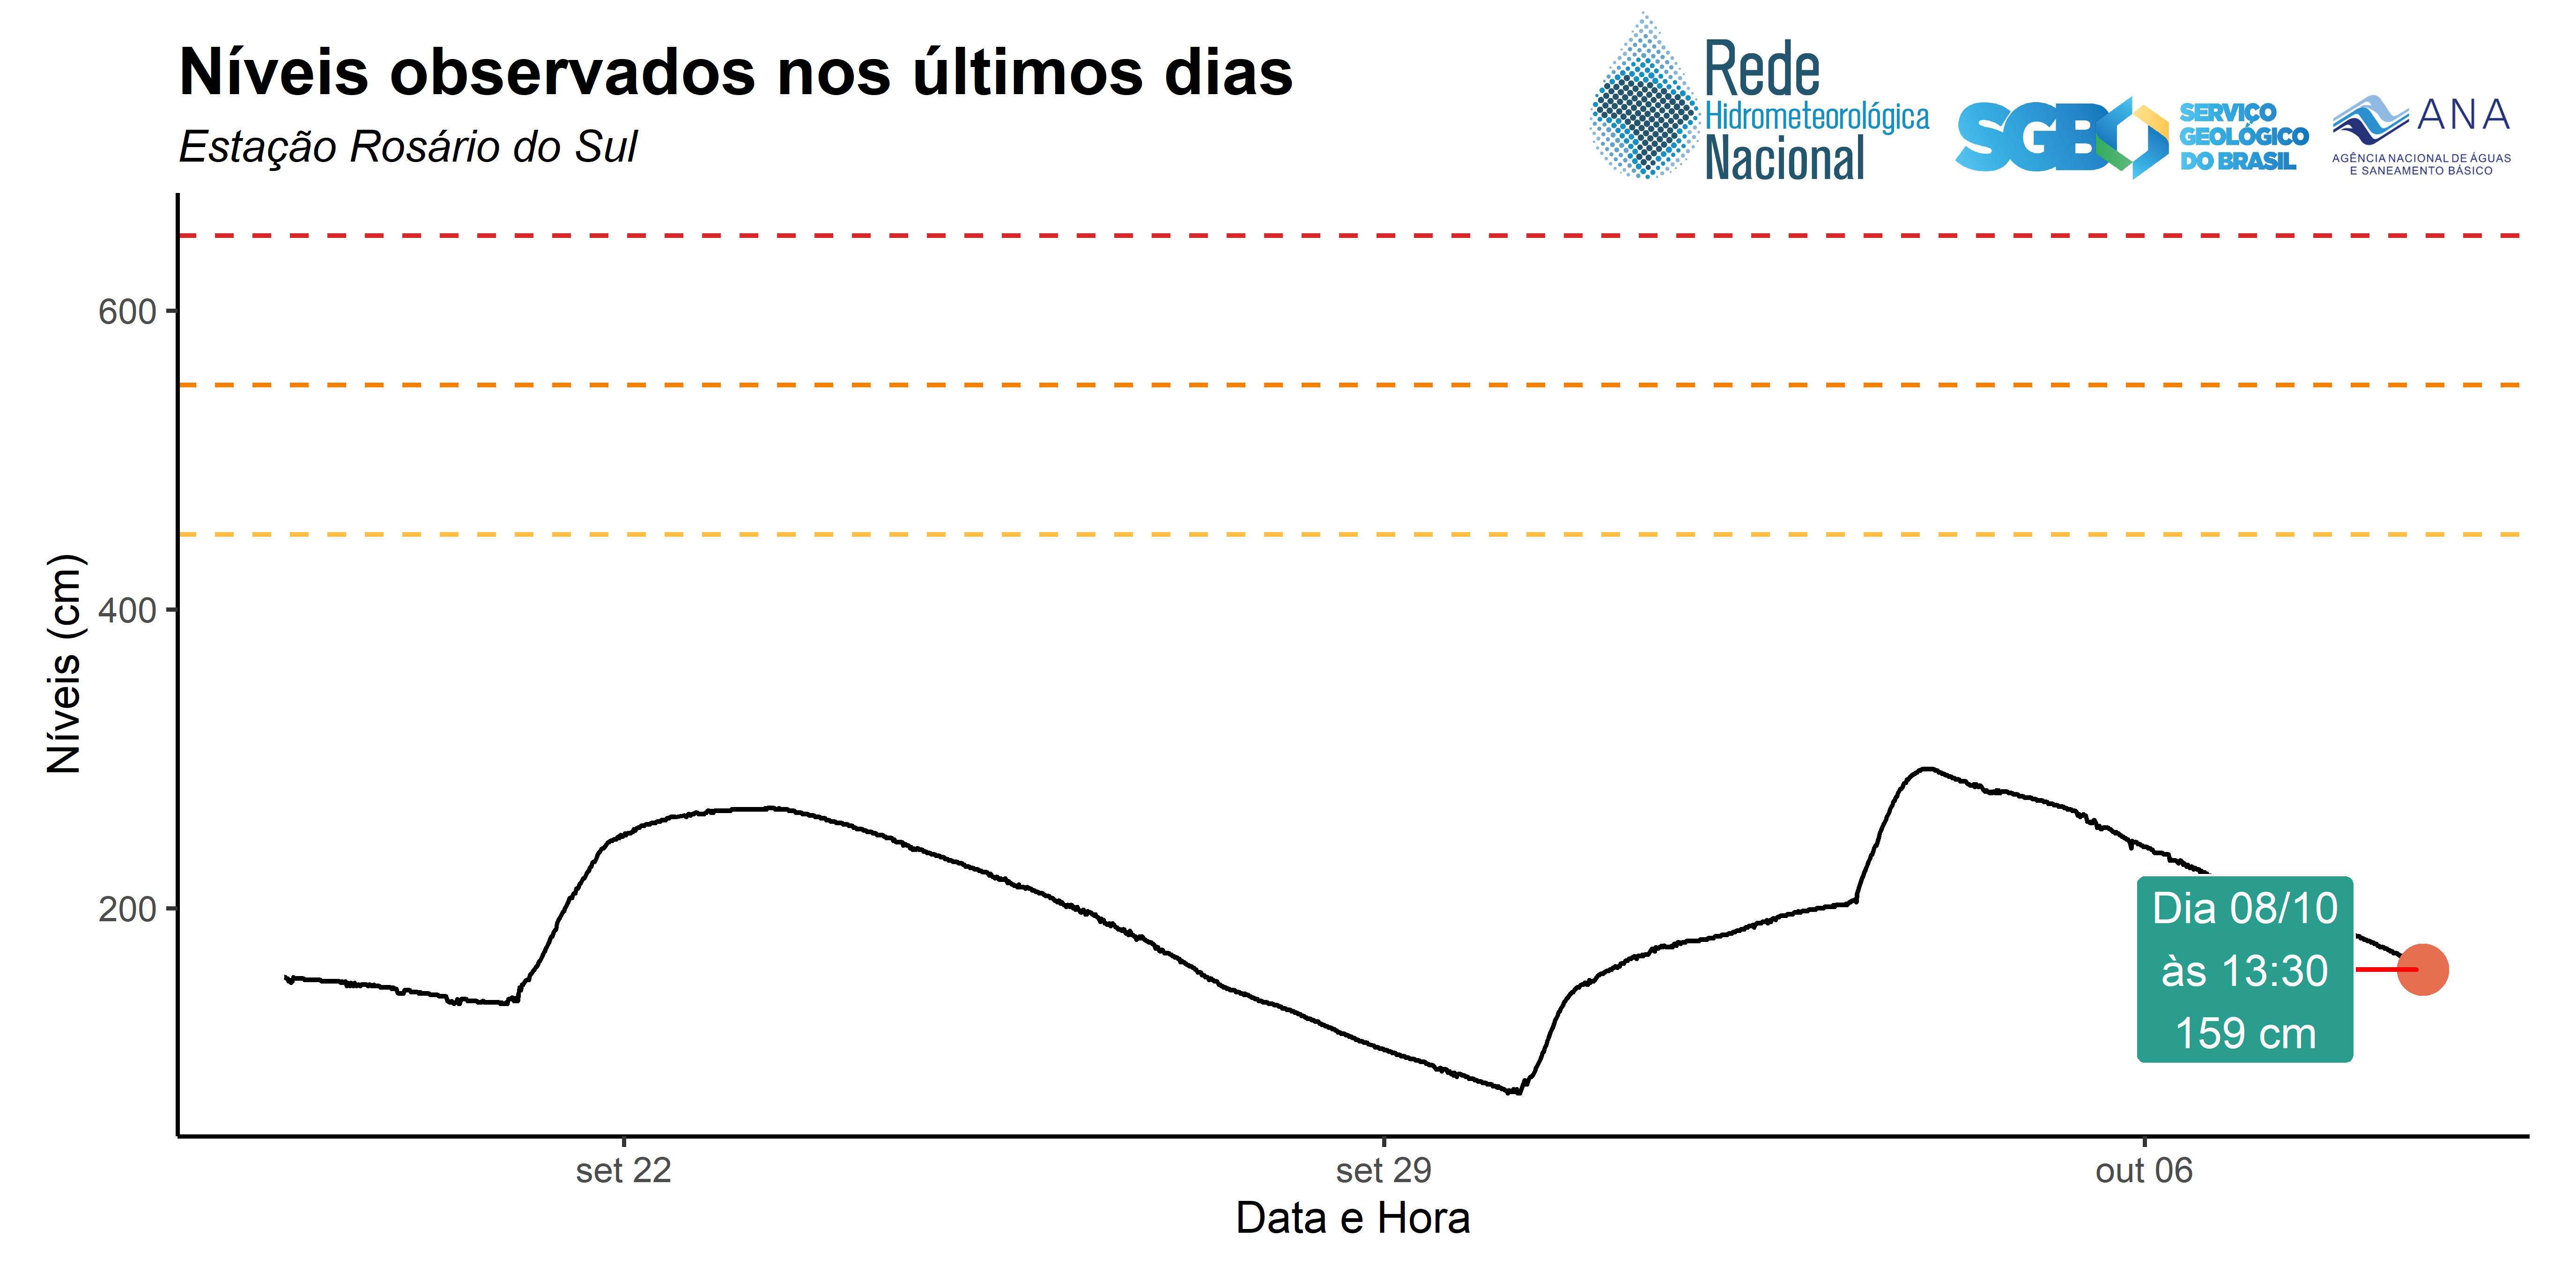 Níveis observados nos últimos dias
Estação Rosário do Sul
Rede
Hidrometeorológica
Nacional
SGB
SERVIÇO
GEOLÓGICO
DO BRASIL
ANA
AGÊNCIA NACIONAL DE ÁGUAS
E SANEAMENTO BÁSICO
Níveis (cm)
600
400
200
Dia 08/10
às 13:30
159 cm
set 22
set 29
out 06
Data e Hora